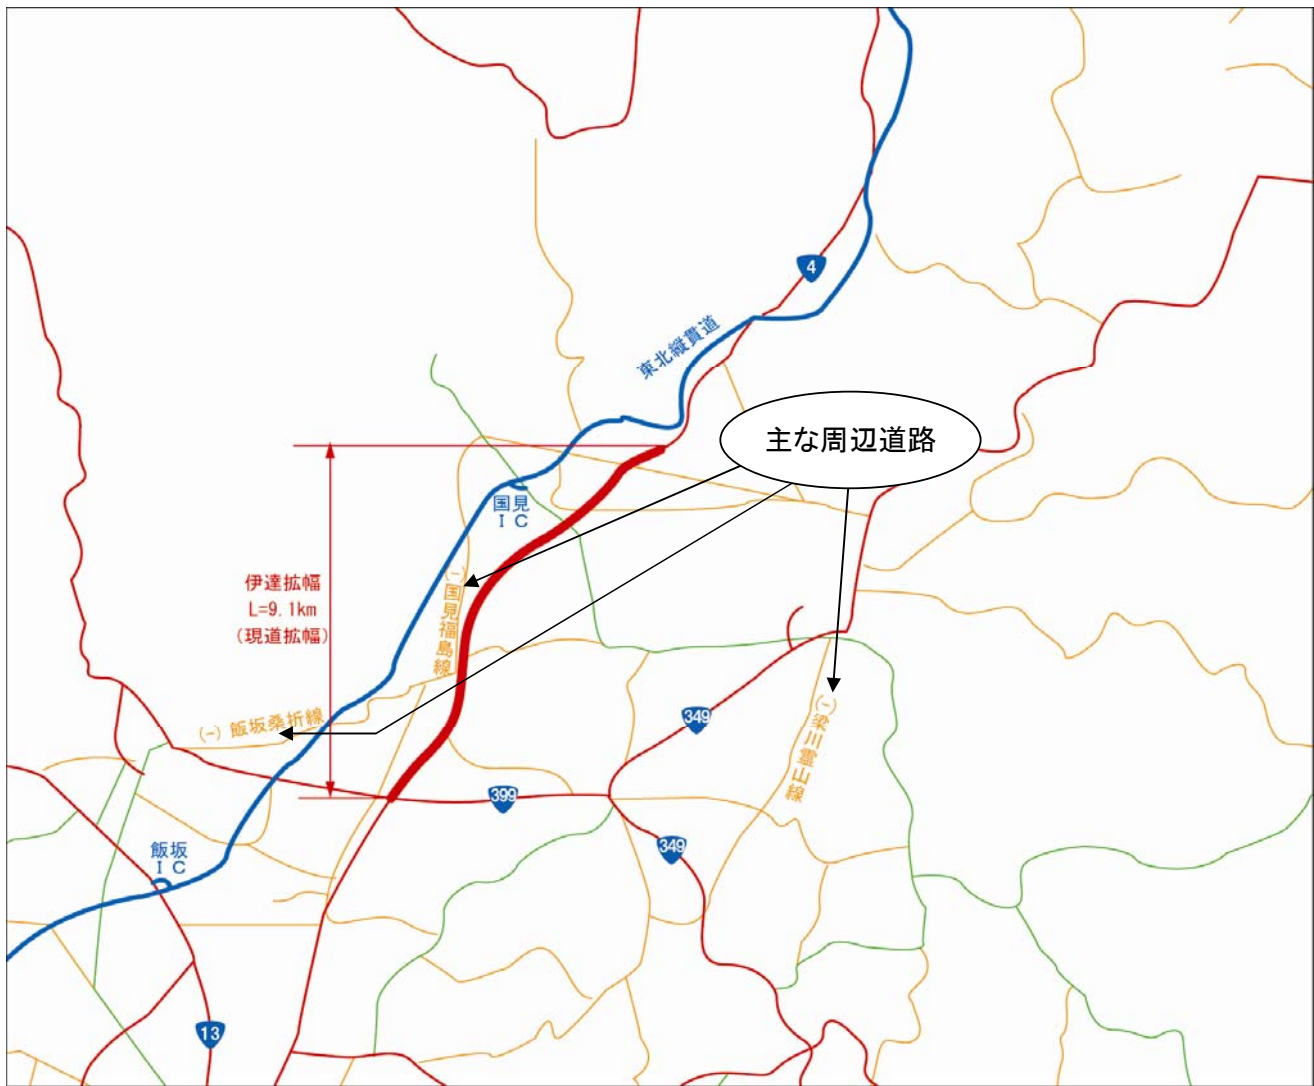 4
東北縦貫道
主な周辺道路
国見
IC
伊達拡幅
L=9.1km
(現道拡幅)
(一)国見福島線
(一)飯坂桑折線
349
(一)梁川霊山線
399
349
飯坂
IC
13